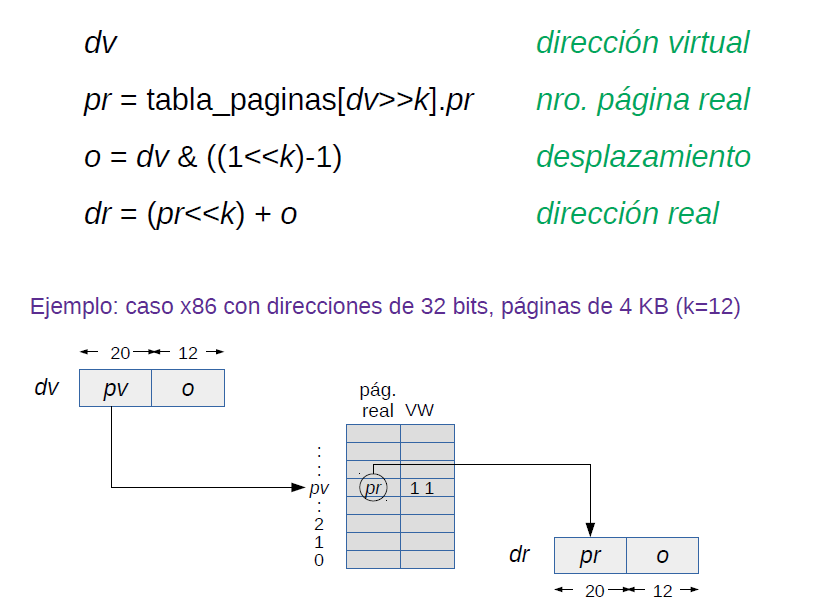 dv dirección virtual
pr = tabla_paginas[dv>>k].pr nro. página real
o = dv & ((1<<k)-1) desplazamiento
dr = (pr<<k) + o dirección real
Ejemplo: caso x86 con direcciones de 32 bits, páginas de 4 KB (k=12)
20 12
dv pv o
pág.
real VW
:
:
pv pr 1 1
:
2
1
0
dr pr o
20 12